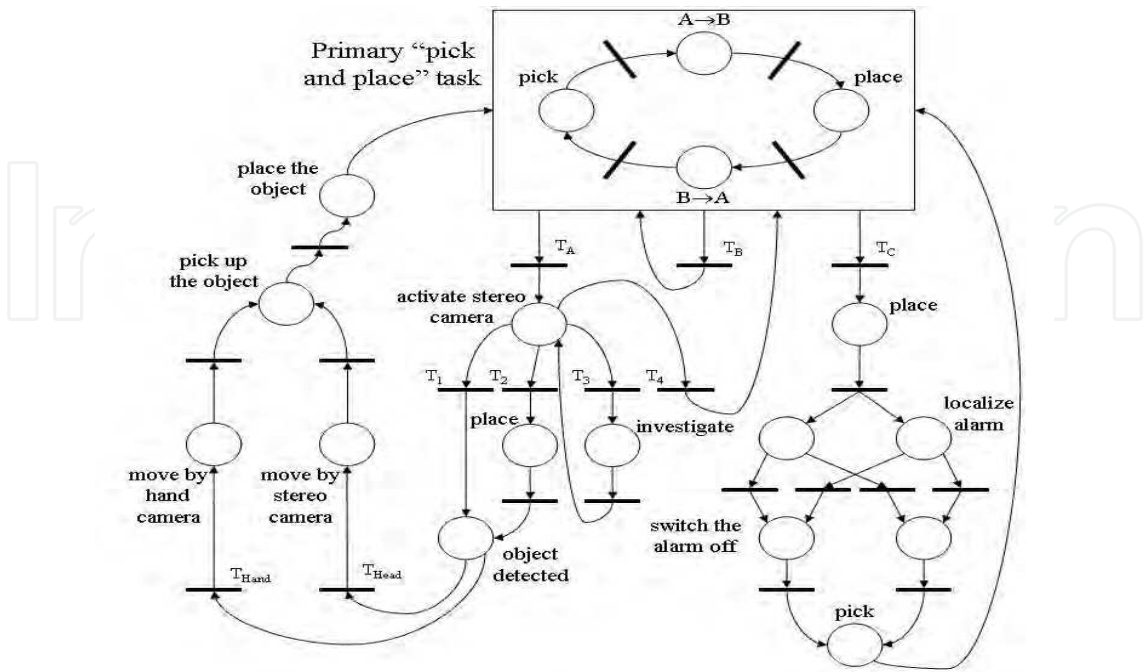 A→B
Primary “pick
and place” task
pick
place
B→A
place the
object
T_A
T_B
T_C
pick up
the object
activate stereo
camera
place
T_1
T_2
T_3
T_4
place
investigate
localize
alarm
move by
hand
camera
move by
stereo
camera
switch the
alarm off
object
detected
T_Hand
T_Head
pick